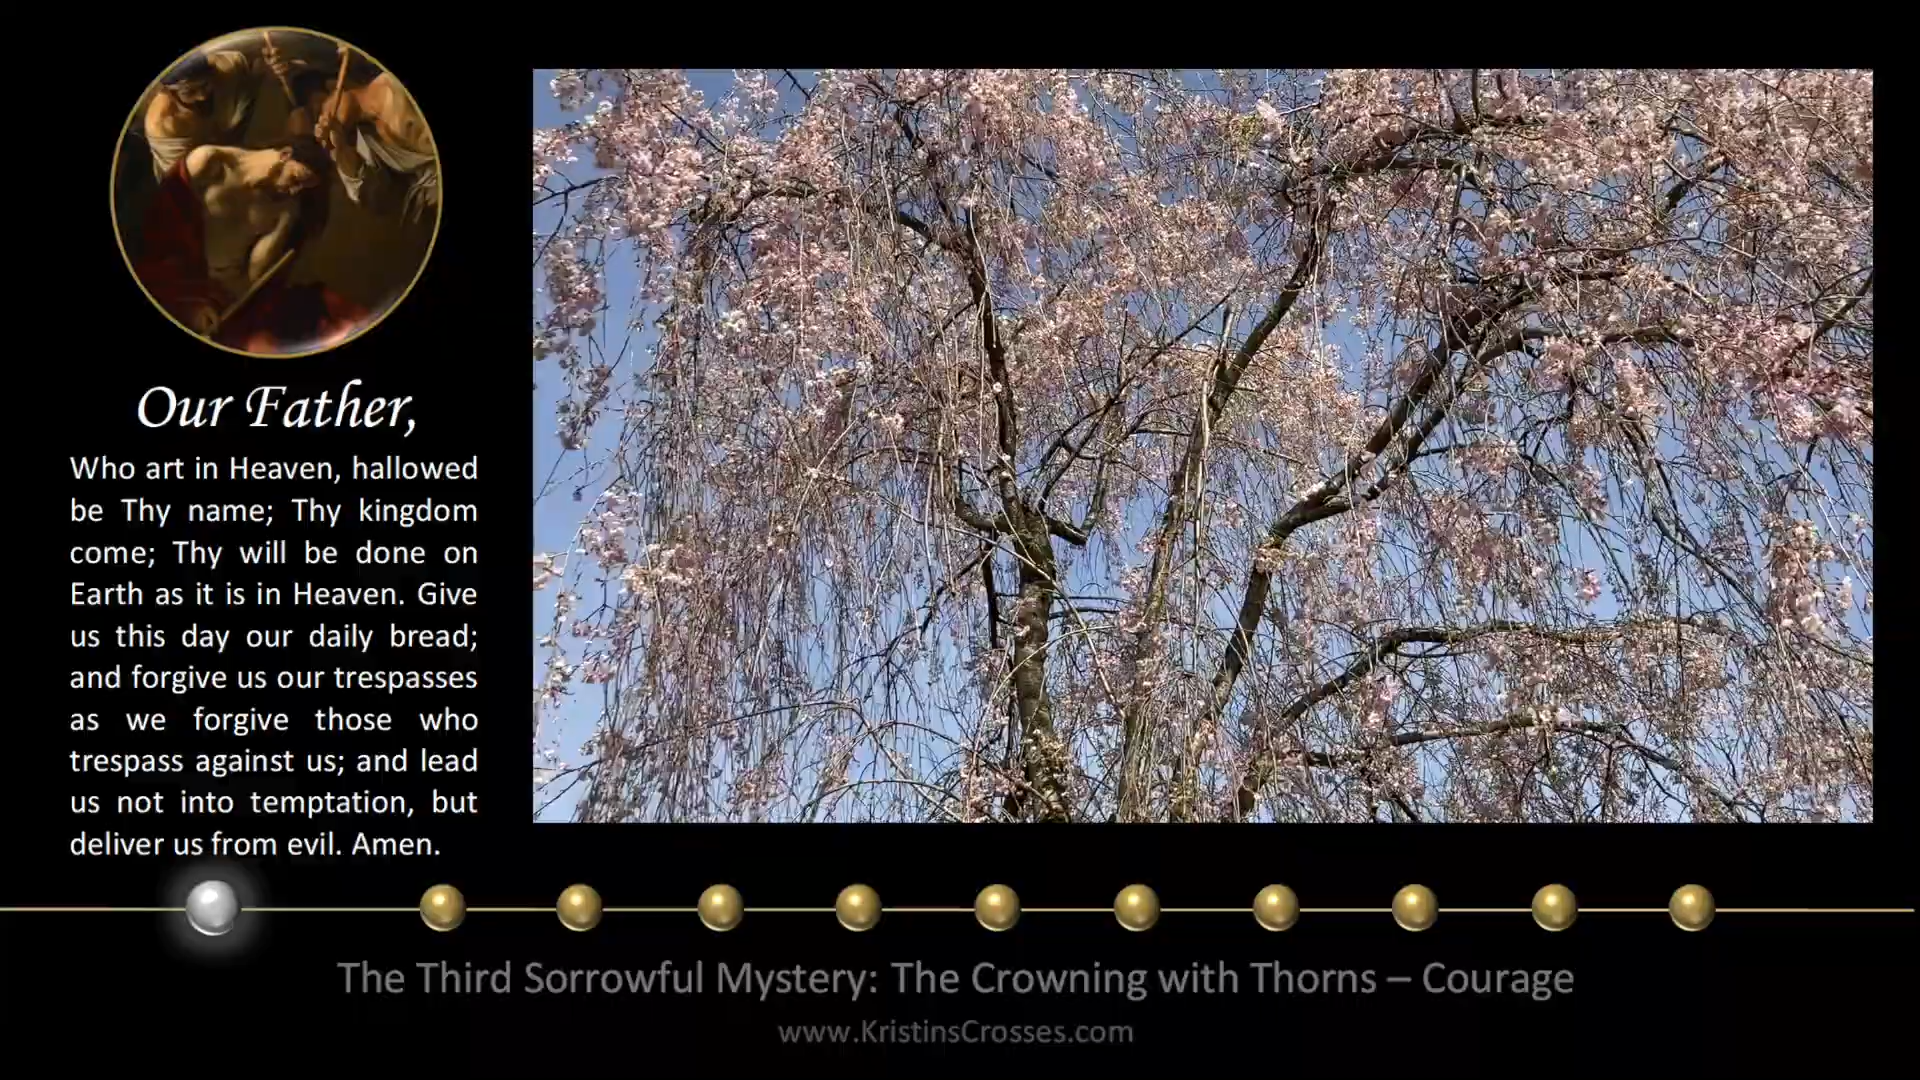 Our Father,
Who art in Heaven, hallowed
be Thy name; Thy kingdom
come; Thy will be done on
Earth as it is in Heaven. Give
us this day our daily bread;
and forgive us our trespasses
as we forgive those who
trespass against us; and lead
us not into temptation, but
deliver us from evil. Amen.
The Third Sorrowful Mystery: The Crowning with Thorns – Courage
www.KristinsCrosses.com